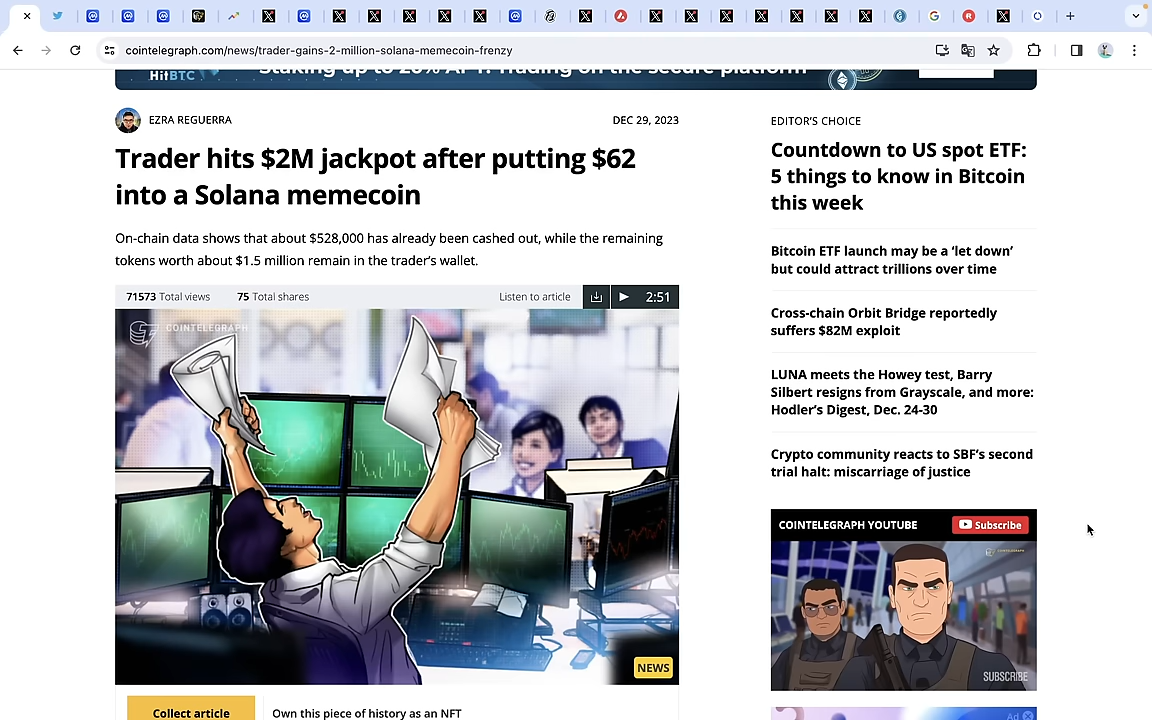 cointelegraph.com/news/trader-gains-2-million-solana-memecoin-frenzy
HitBTC
Staking up to 20% APY. Trading on the secure platform
EZRA REGUERRA
DEC 29, 2023
Trader hits $2M jackpot after putting $62
into a Solana memecoin
On-chain data shows that about $528,000 has already been cashed out, while the remaining
tokens worth about $1.5 million remain in the trader’s wallet.
71573 Total views
75 Total shares
Listen to article
2:51
COINTELEGRAPH
NEWS
Collect article
Own this piece of history as an NFT
EDITOR’S CHOICE
Countdown to US spot ETF:
5 things to know in Bitcoin
this week
Bitcoin ETF launch may be a ‘let down’
but could attract trillions over time
Cross-chain Orbit Bridge reportedly
suffers $82M exploit
LUNA meets the Howey test, Barry
Silbert resigns from Grayscale, and more:
Hodler’s Digest, Dec. 24-30
Crypto community reacts to SBF’s second
trial halt: miscarriage of justice
COINTELEGRAPH YOUTUBE
Subscribe
SUBSCRIBE
Ad